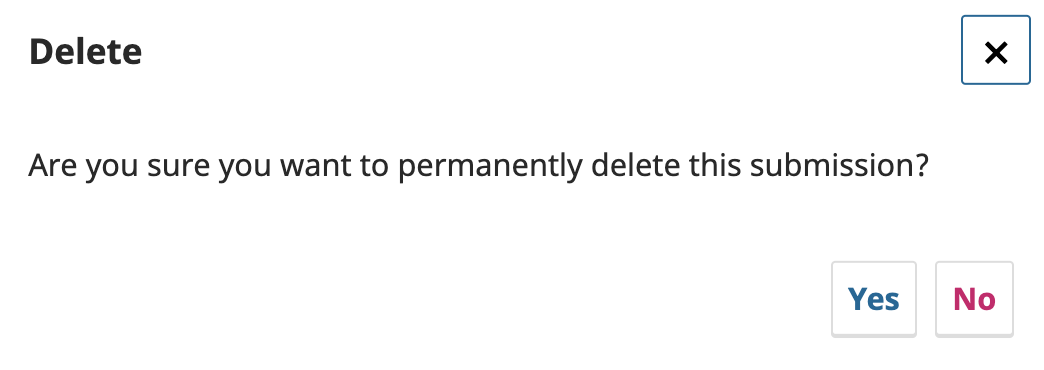 Delete
Are you sure you want to permanently delete this submission?
Yes No